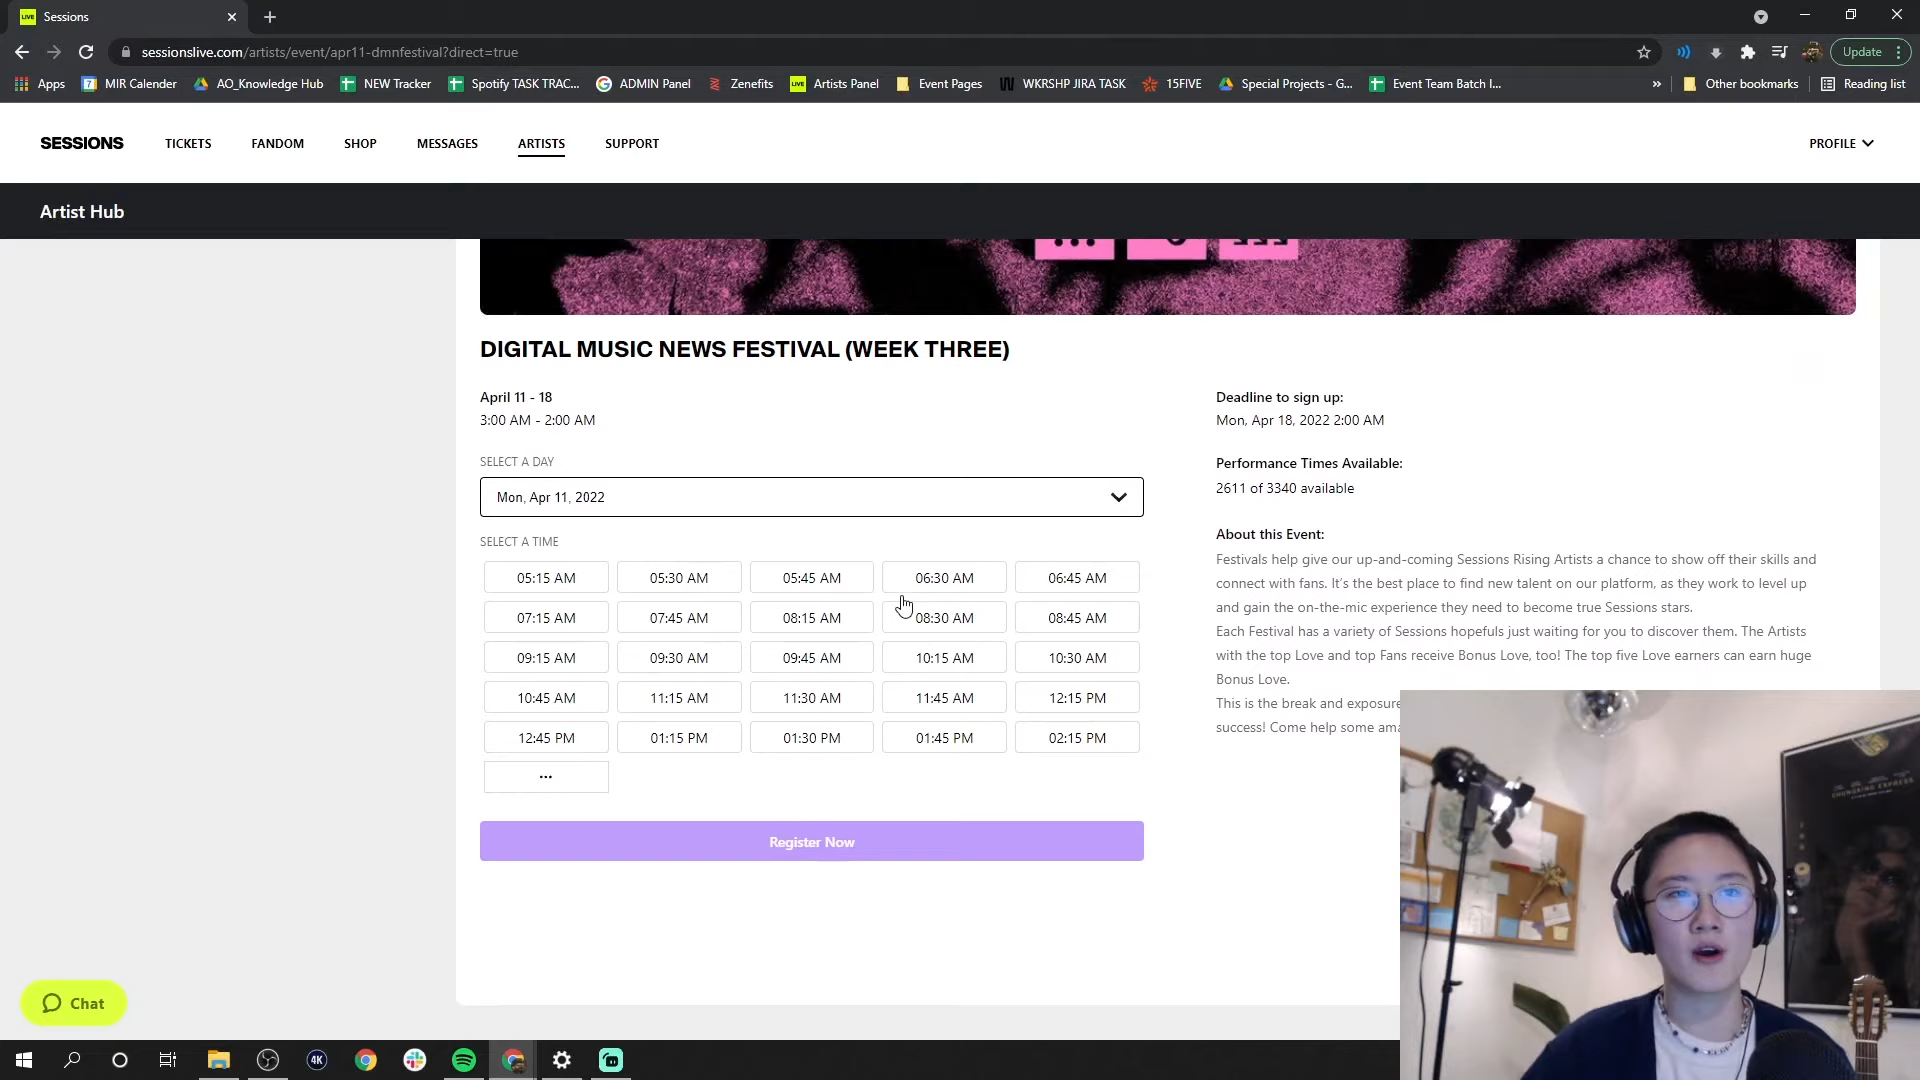 LIVE Sessions
sessionslive.com/artists/event/apr11-dmnfestival?direct=true
Update
Apps
MIR Calender
AO_Knowledge Hub
NEW Tracker
Spotify TASK TRAC...
ADMIN Panel
Zenefits
LIVE Artists Panel
Event Pages
WKRSHP JIRA TASK
15FIVE
Special Projects - G...
Event Team Batch I...
Other bookmarks
Reading list
SESSIONS
TICKETS
FANDOM
SHOP
MESSAGES
ARTISTS
SUPPORT
PROFILE
Artist Hub
DIGITAL MUSIC NEWS FESTIVAL (WEEK THREE)
April 11 - 18
3:00 AM - 2:00 AM
SELECT A DAY
Mon, Apr 11, 2022
SELECT A TIME
05:15 AM 05:30 AM 05:45 AM 06:30 AM 06:45 AM
07:15 AM 07:45 AM 08:15 AM 08:30 AM 08:45 AM
09:15 AM 09:30 AM 09:45 AM 10:15 AM 10:30 AM
10:45 AM 11:15 AM 11:30 AM 11:45 AM 12:15 PM
12:45 PM 01:15 PM 01:30 PM 01:45 PM 02:15 PM
...
Register Now
Deadline to sign up:
Mon, Apr 18, 2022 2:00 AM
Performance Times Available:
2611 of 3340 available
About this Event:
Festivals help give our up-and-coming Sessions Rising Artists a chance to show off their skills and
connect with fans. It's the best place to find new talent on our platform, as they work to level up
and gain the on-the-mic experience they need to become true Sessions stars.
Each Festival has a variety of Sessions hopefuls just waiting for you to discover them. The Artists
with the top Love and top Fans receive Bonus Love, too! The top five Love earners can earn huge
Bonus Love.
This is the break and exposure
success! Come help some ama
CHUNGKING EXPRESS
Chat
4K